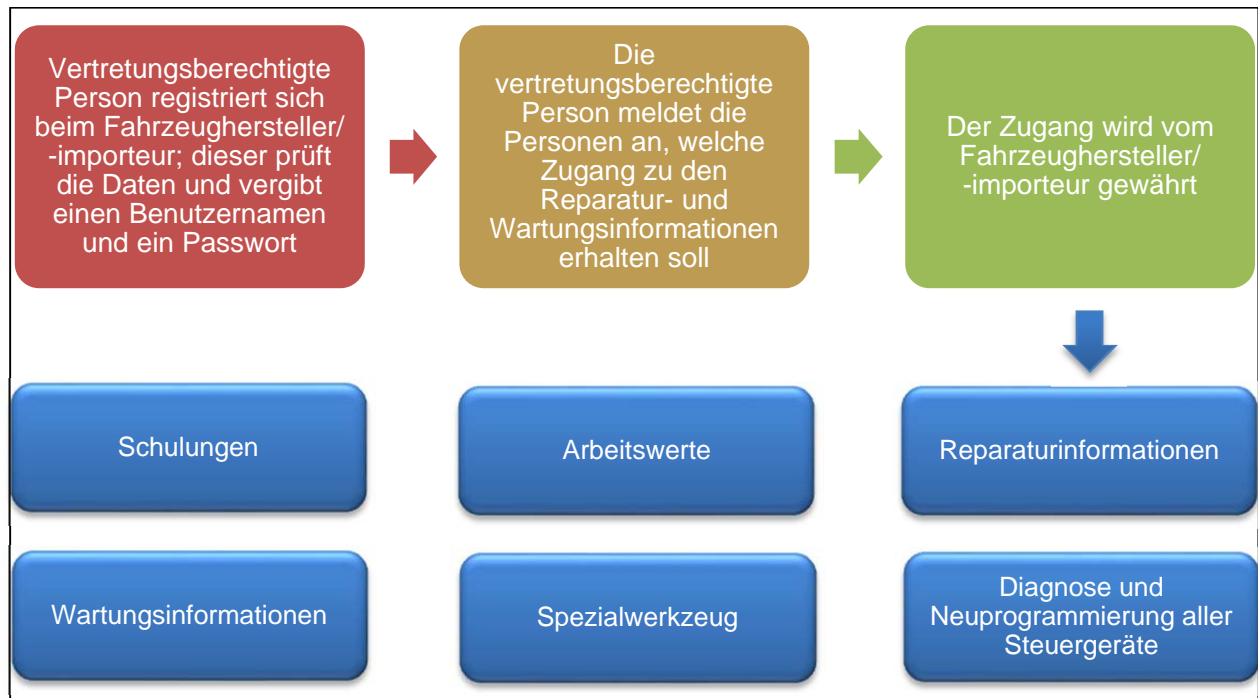 Vertretungsberechtigte
Person registriert sich
beim Fahrzeughersteller/
-importeur; dieser prüft
die Daten und vergibt
einen Benutzernamen
und ein Passwort
Die
vertretungsberechtigte
Person meldet die
Personen an, welche
Zugang zu den
Reparatur- und
Wartungsinformationen
erhalten soll
Der Zugang wird vom
Fahrzeughersteller/
-importeur gewährt
Schulungen
Arbeitswerte
Reparaturinformationen
Wartungsinformationen
Spezialwerkzeug
Diagnose und
Neuprogrammierung aller
Steuergeräte